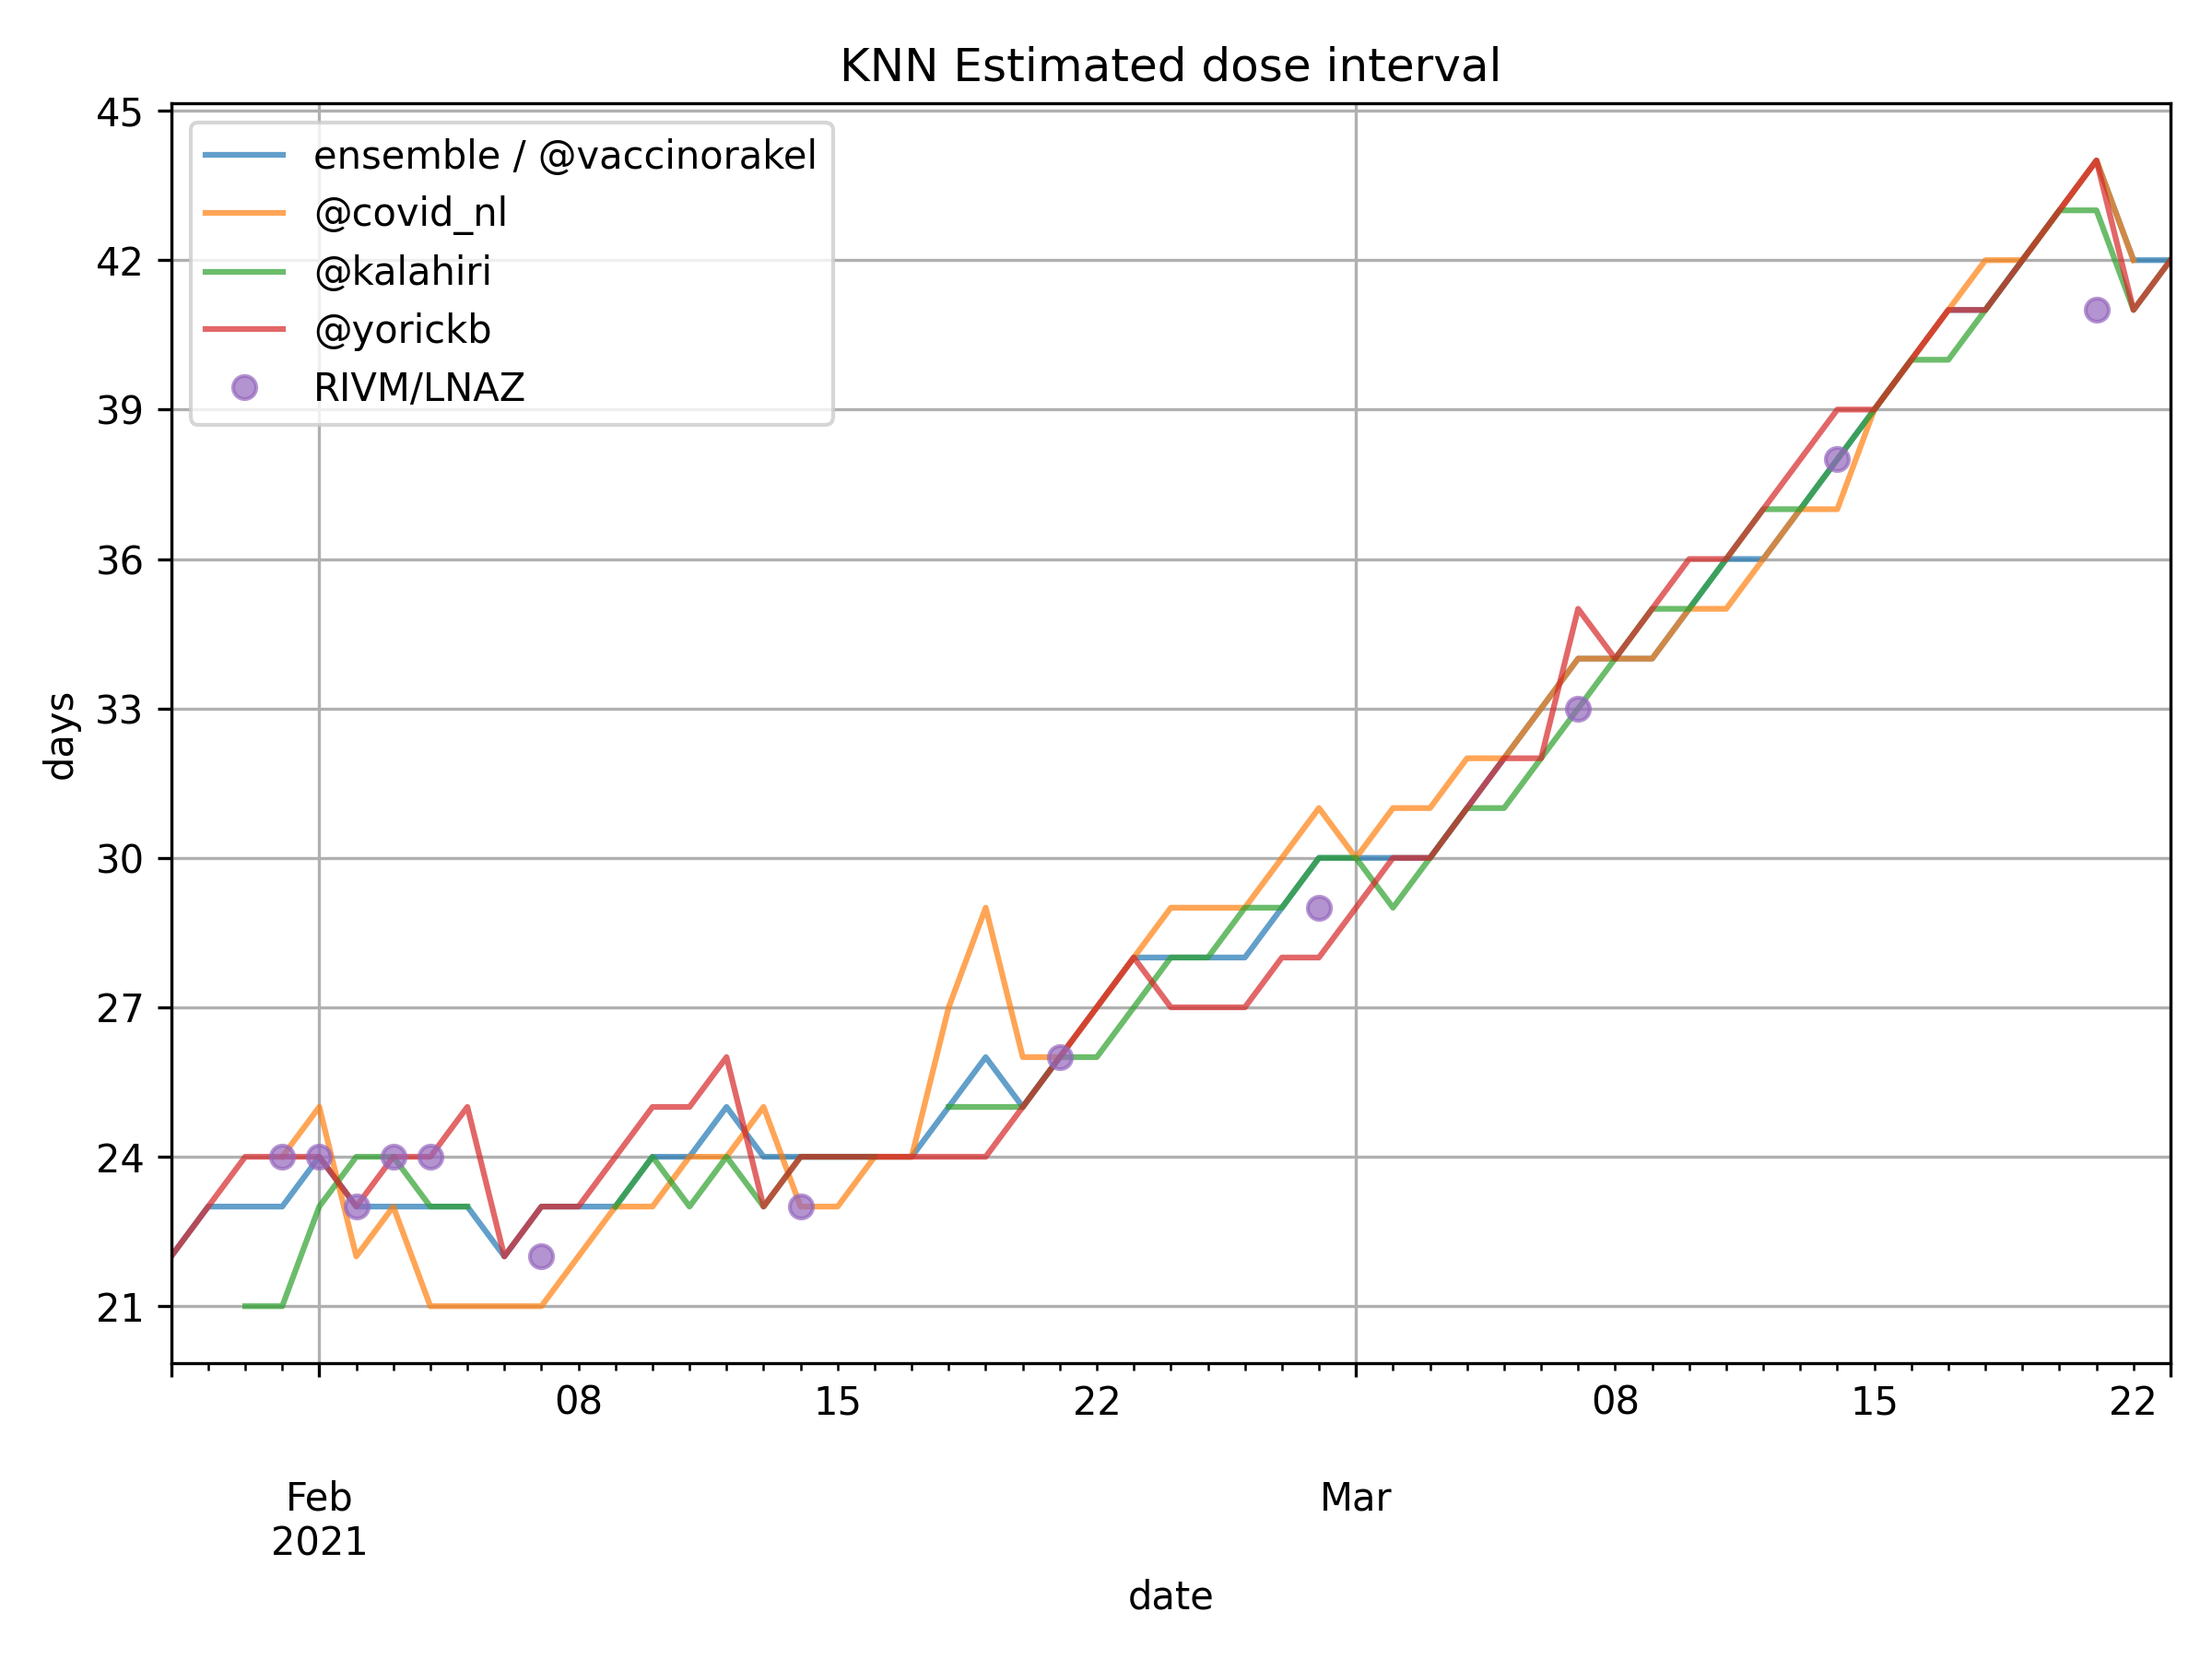 KNN Estimated dose interval
45
42
39
36
33
30
27
24
21
days
ensemble / @vaccinorakel
@covid_nl
@kalahiri
@yorickb
RIVM/LNAZ
08
15
22
08
15
22
Feb
2021
Mar
date